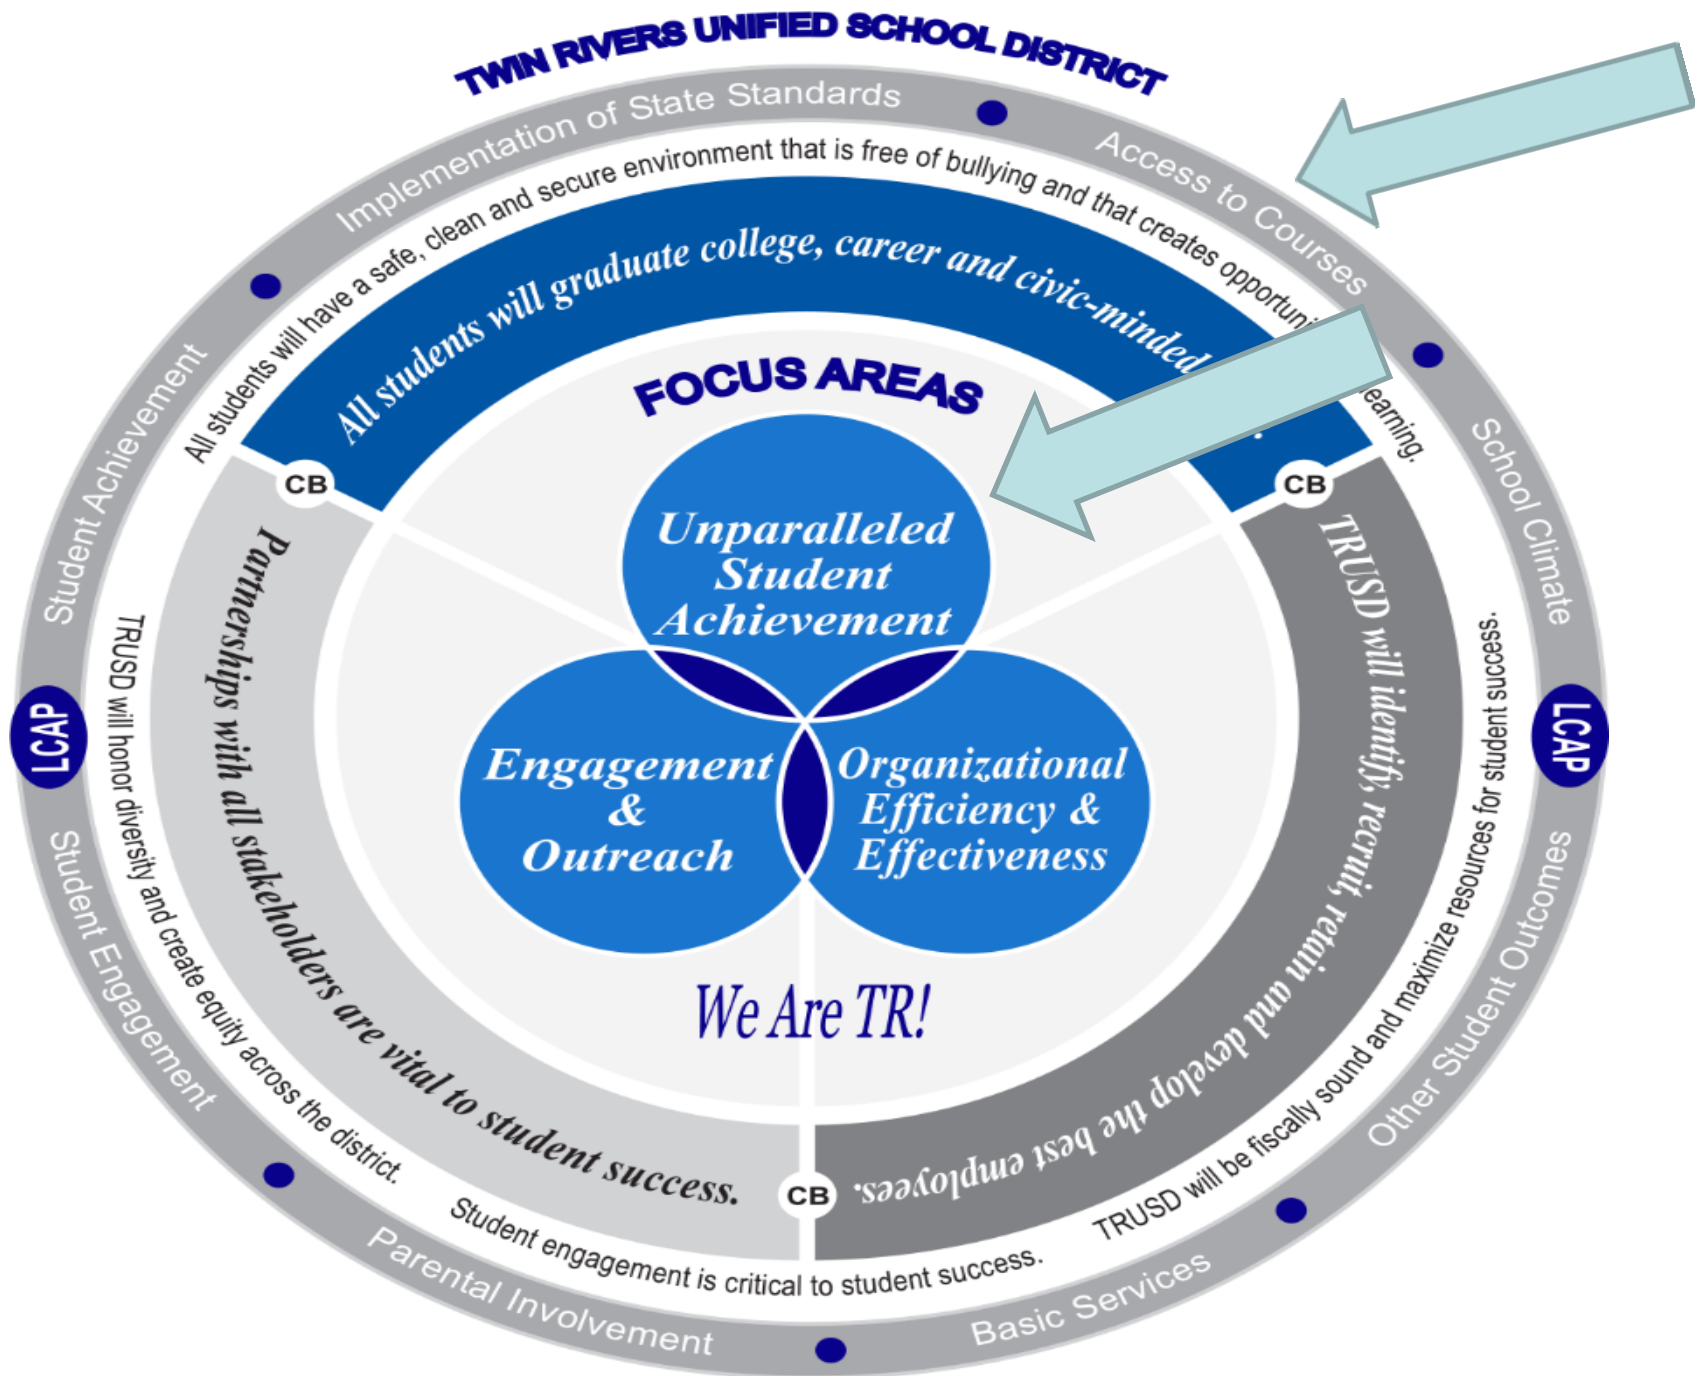 TWIN RIVERS UNIFIED SCHOOL DISTRICT
Implementation of State Standards
Access to Courses
School Climate
LCAP
Other Student Outcomes
Basic Services
Parental Involvement
Student Engagement
LCAP
Student Achievement
All students will have a safe, clean and secure environment that is free of bullying and that creates
TRUSD will be fiscally sound and maximize resources for student success.
Student engagement is critical to student success.
TRUSD will honor diversity and create equity across the district.
All students will graduate college, career and civic-minded
CB
TRUSD will identify, recruit, retain and develop the best employees.
CB
Partnerships with all stakeholders are vital to student success.
CB
FOCUS AREAS
Unparalleled
Student
Achievement
Engagement
&
Outreach
Organizational
Efficiency &
Effectiveness
We Are TR!